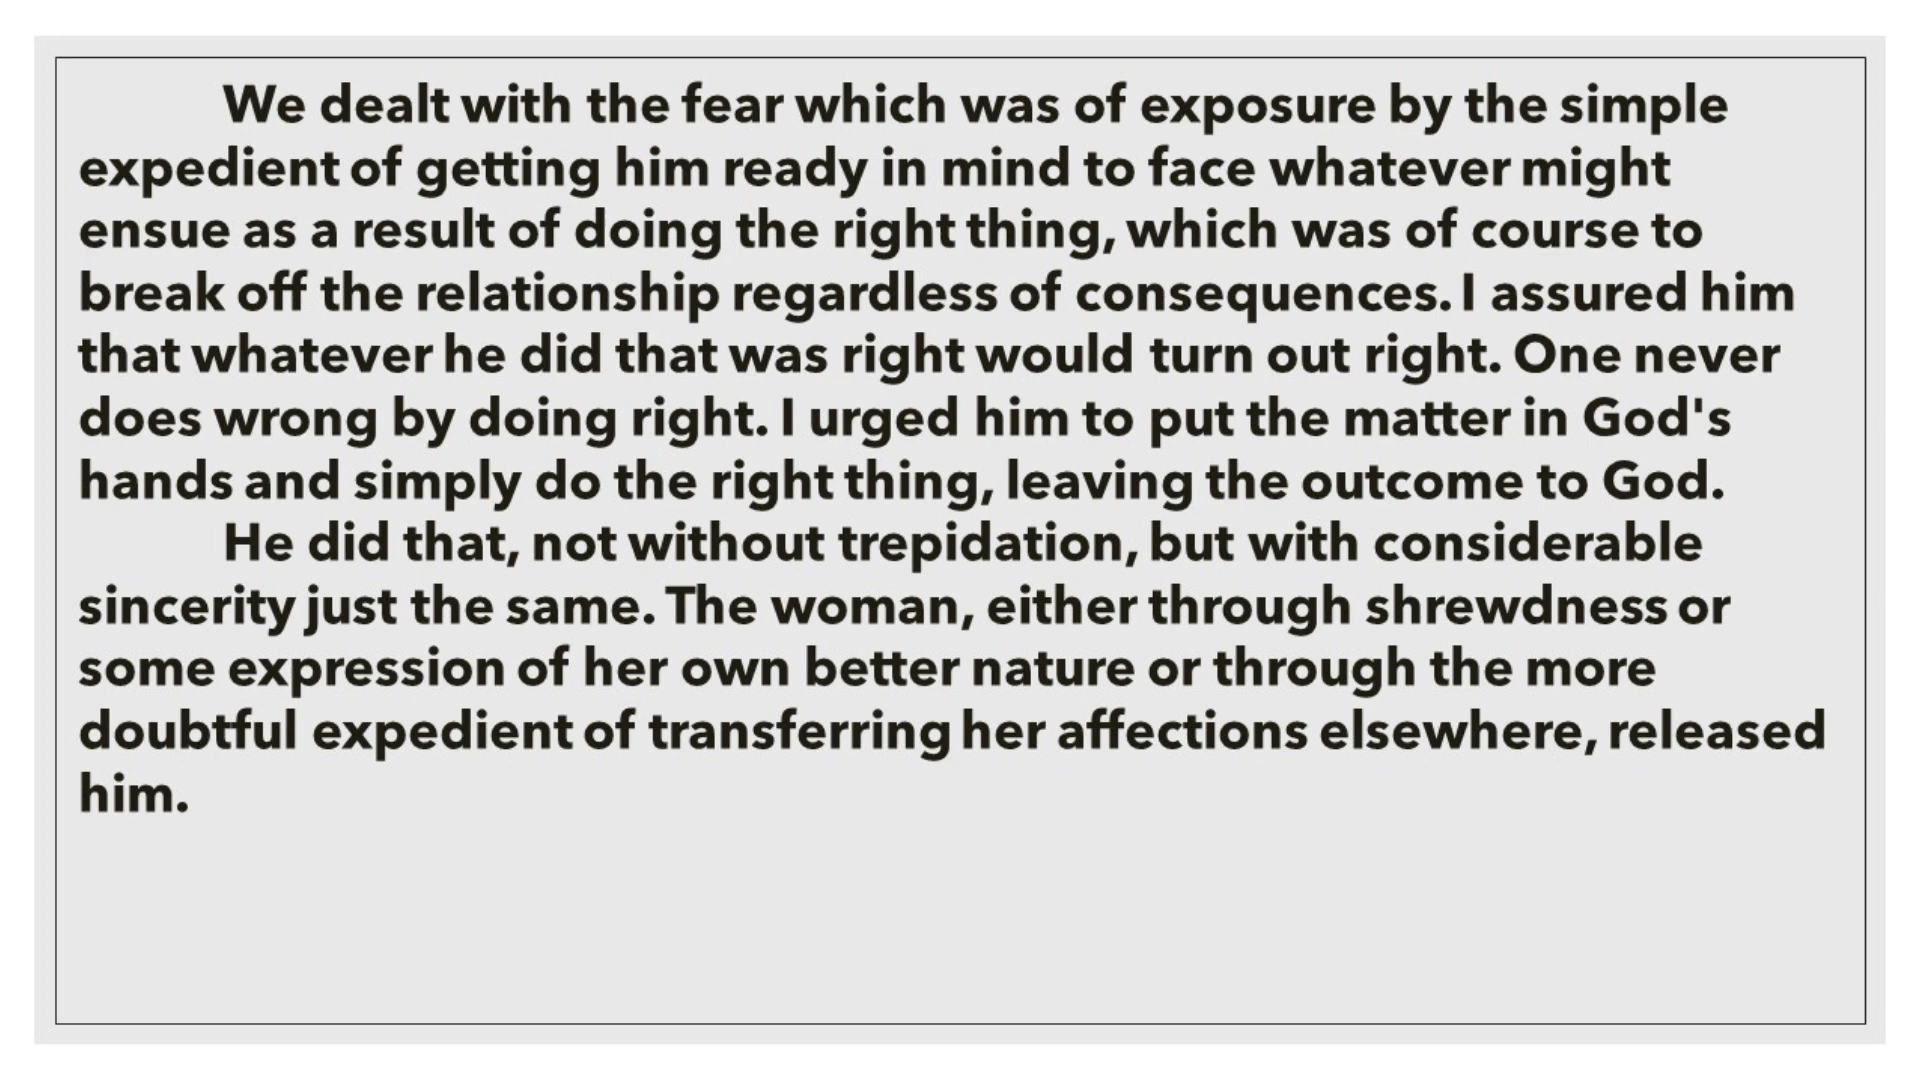 We dealt with the fear which was of exposure by the simple
expedient of getting him ready in mind to face whatever might
ensue as a result of doing the right thing, which was of course to
break off the relationship regardless of consequences. I assured him
that whatever he did that was right would turn out right. One never
does wrong by doing right. I urged him to put the matter in God's
hands and simply do the right thing, leaving the outcome to God.
He did that, not without trepidation, but with considerable
sincerity just the same. The woman, either through shrewdness or
some expression of her own better nature or through the more
doubtful expedient of transferring her affections elsewhere, released
him.